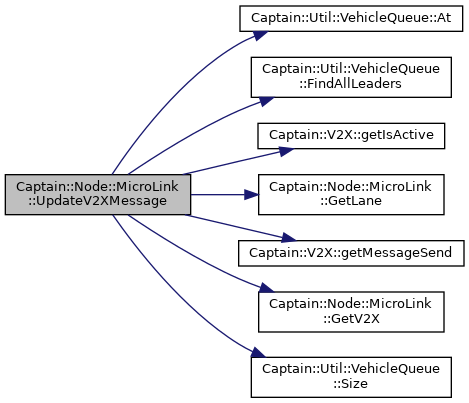 Captain::Util::VehicleQueue::At
Captain::Util::VehicleQueue
::FindAllLeaders
Captain::V2X::getIsActive
Captain::Node::MicroLink
::UpdateV2XMessage
Captain::Node::MicroLink
::GetLane
Captain::V2X::getMessageSend
Captain::Node::MicroLink
::GetV2X
Captain::Util::VehicleQueue
::Size